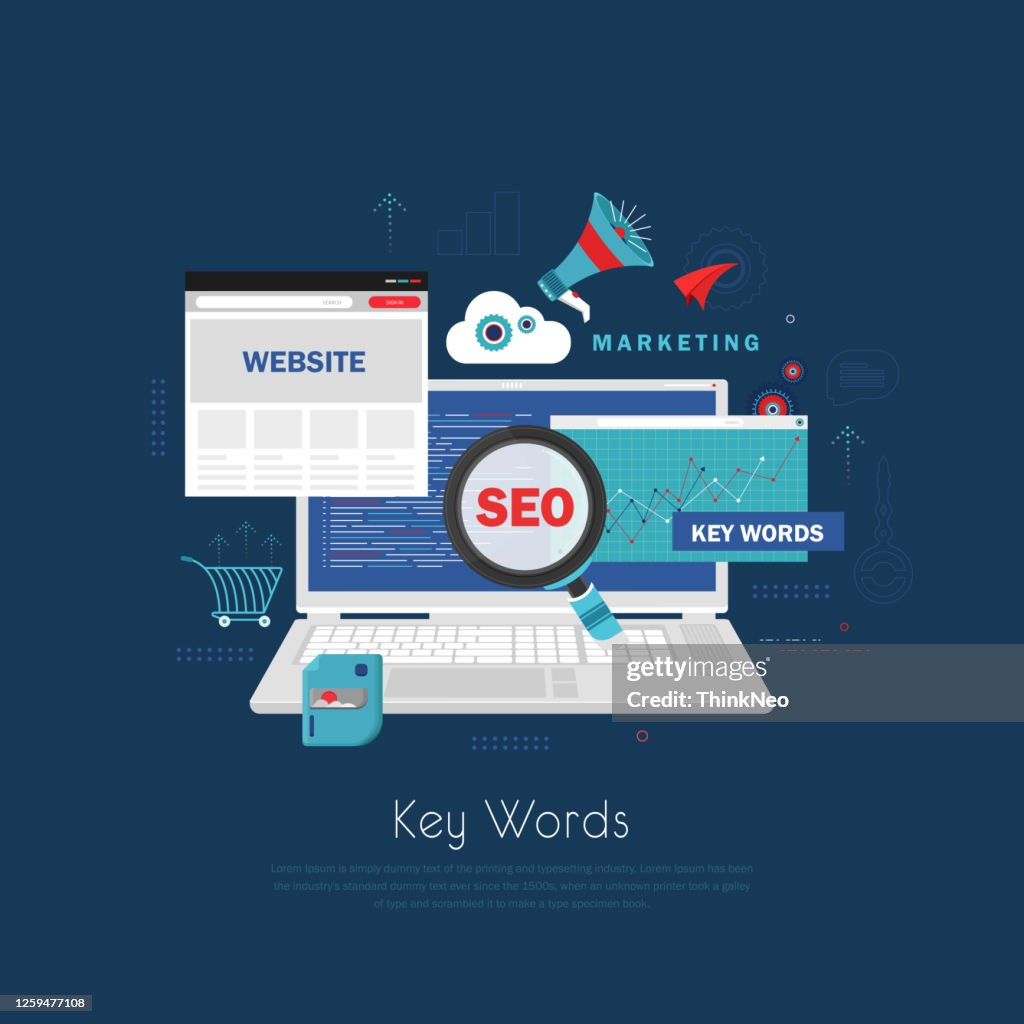 SEARCH
SIGN IN
WEBSITE
MARKETING
SEO
KEY WORDS
gettyimages
Credit: ThinkNeo
Key Words
Lorem Ipsum is simply dummy text of the printing and typesetting industry. Lorem Ipsum has been
the industry's standard dummy text ever since the 1500s, when an unknown printer took a galley
of type and scrambled it to make a type specimen book.
1259477108